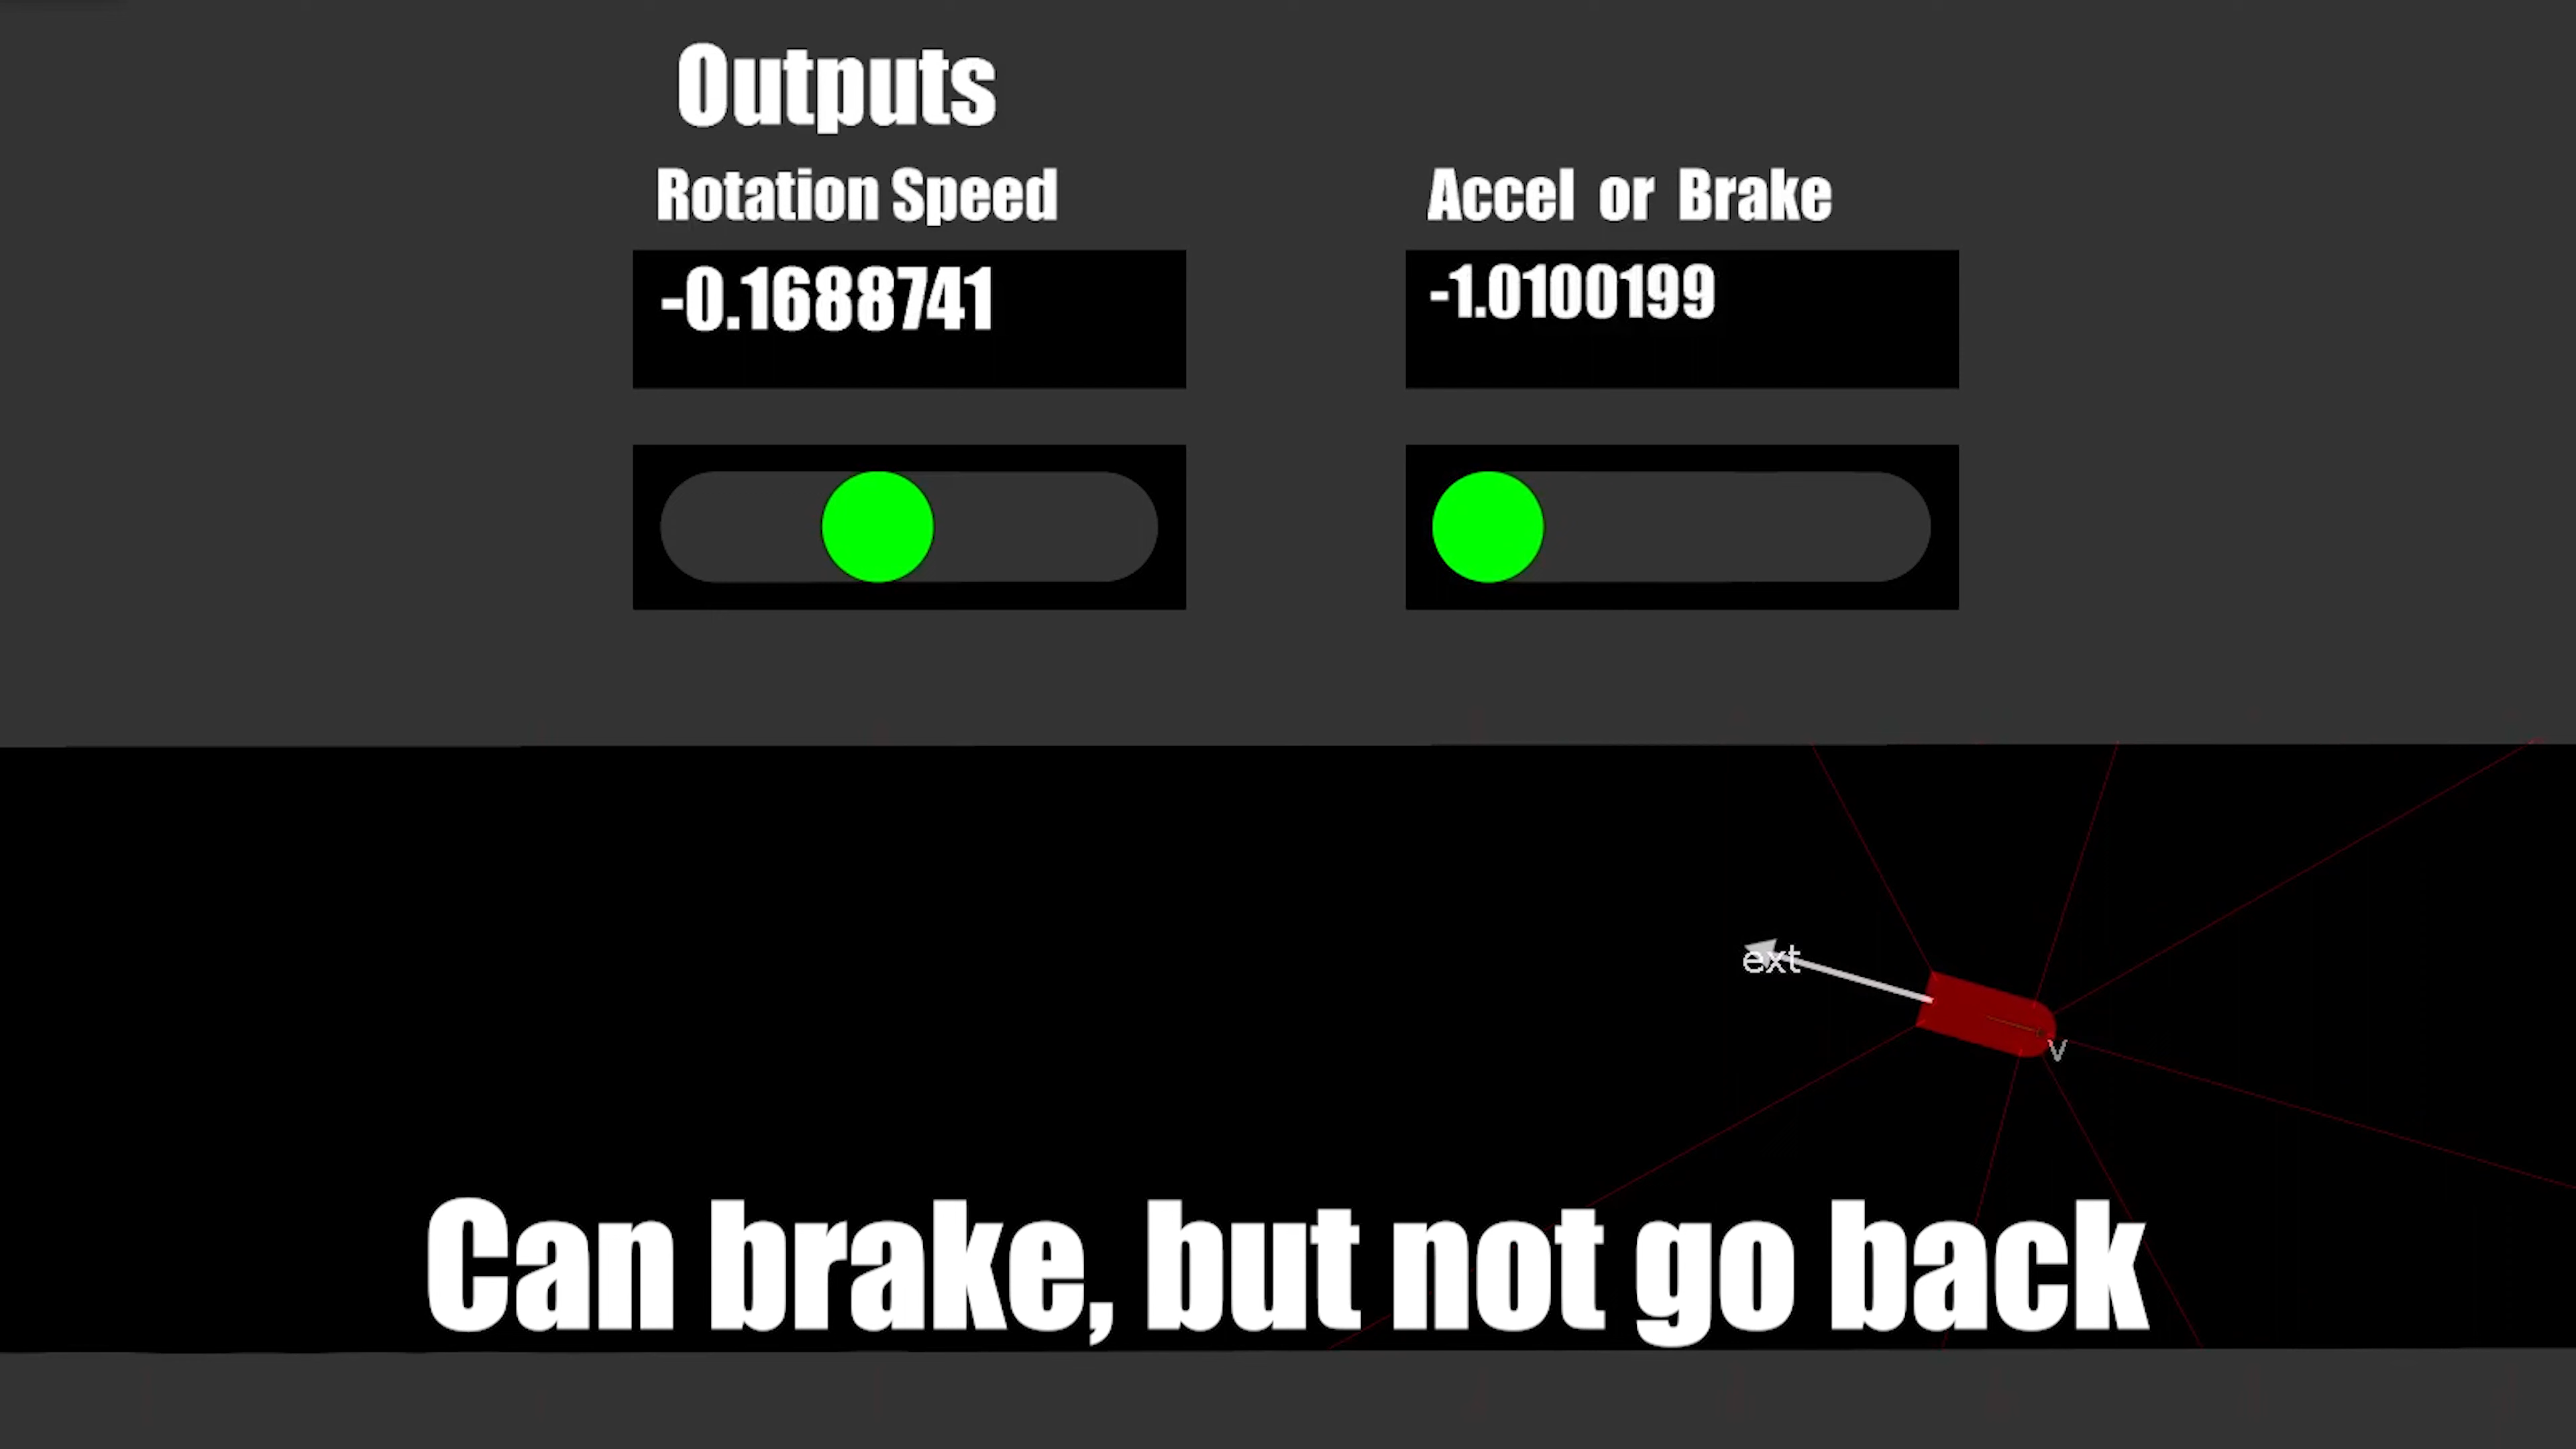 Outputs
Rotation Speed
Accel or Brake
-0.1688741
-1.0100199
ext
v
Can brake, but not go back